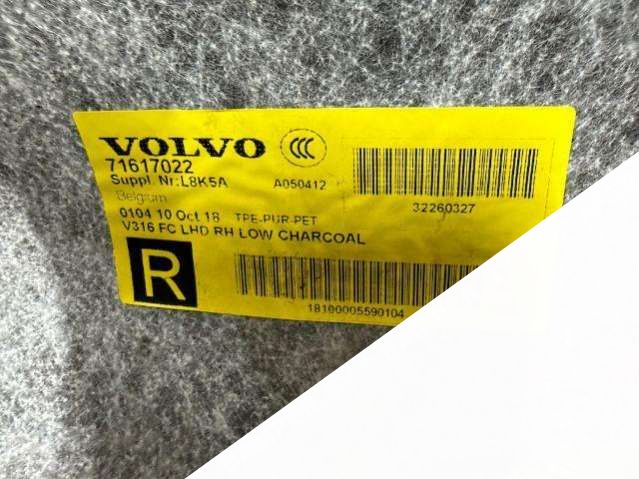 VOLVO
71617022
Suppl. Nr:L8K5A A050412
Belgium
32260327
0104 10 Oct 18 TPE-PUR-PET
V316 FC LHD RH LOW CHARCOAL
R
18100005590104